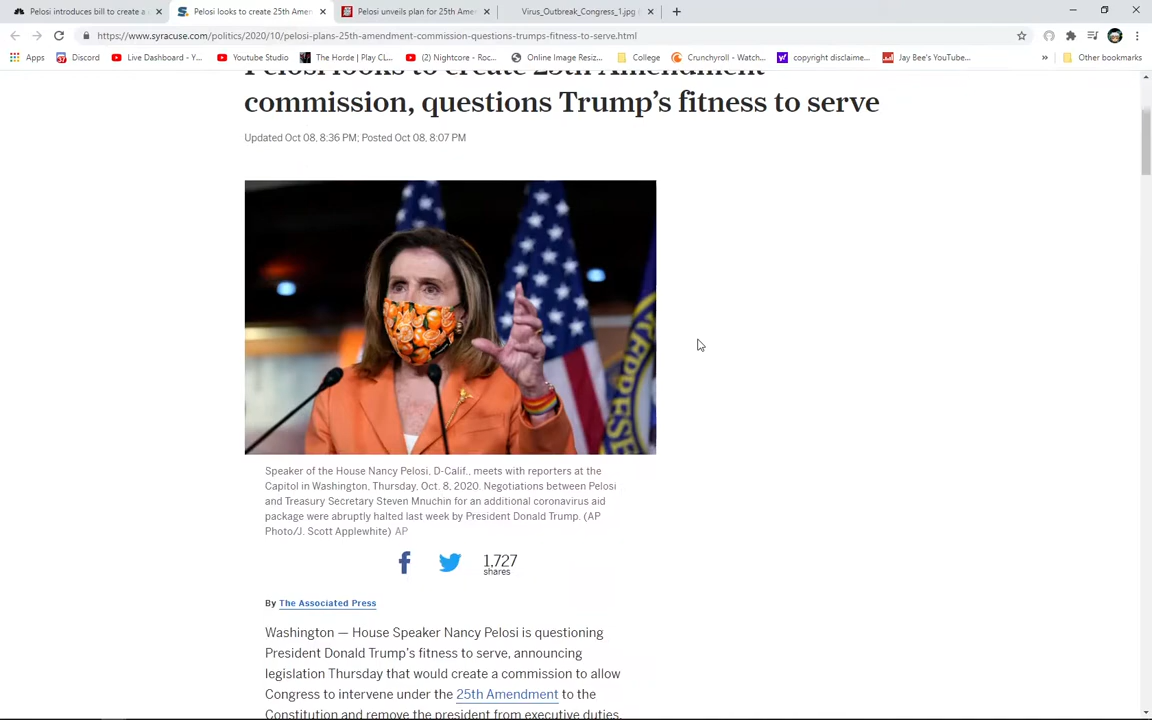 Pelosi introduces bill to create a
Pelosi looks to create 25th Amen
Pelosi unveils plan for 25th Ame
Virus_Outbreak_Congress_1.jpg
https://www.syracuse.com/politics/2020/10/pelosi-plans-25th-amendment-commission-questions-trumps-fitness-to-serve.html
Apps Discord Live Dashboard - Y... Youtube Studio The Horde | Play CL... (2) Nightcore - Roc... Online Image Resiz... College Crunchyroll - Watch... copyright disclaime... Jay Bee's YouTube... » Other bookmarks
Pelosi looks to create 25th Amendment
commission, questions Trump's fitness to serve
Updated Oct 08, 8:36 PM; Posted Oct 08, 8:07 PM
Speaker of the House Nancy Pelosi, D-Calif., meets with reporters at the
Capitol in Washington, Thursday, Oct. 8, 2020. Negotiations between Pelosi
and Treasury Secretary Steven Mnuchin for an additional coronavirus aid
package were abruptly halted last week by President Donald Trump. (AP
Photo/J. Scott Applewhite) AP
1,727
shares
By The Associated Press
Washington — House Speaker Nancy Pelosi is questioning
President Donald Trump's fitness to serve, announcing
legislation Thursday that would create a commission to allow
Congress to intervene under the 25th Amendment to the
Constitution and remove the president from executive duties.